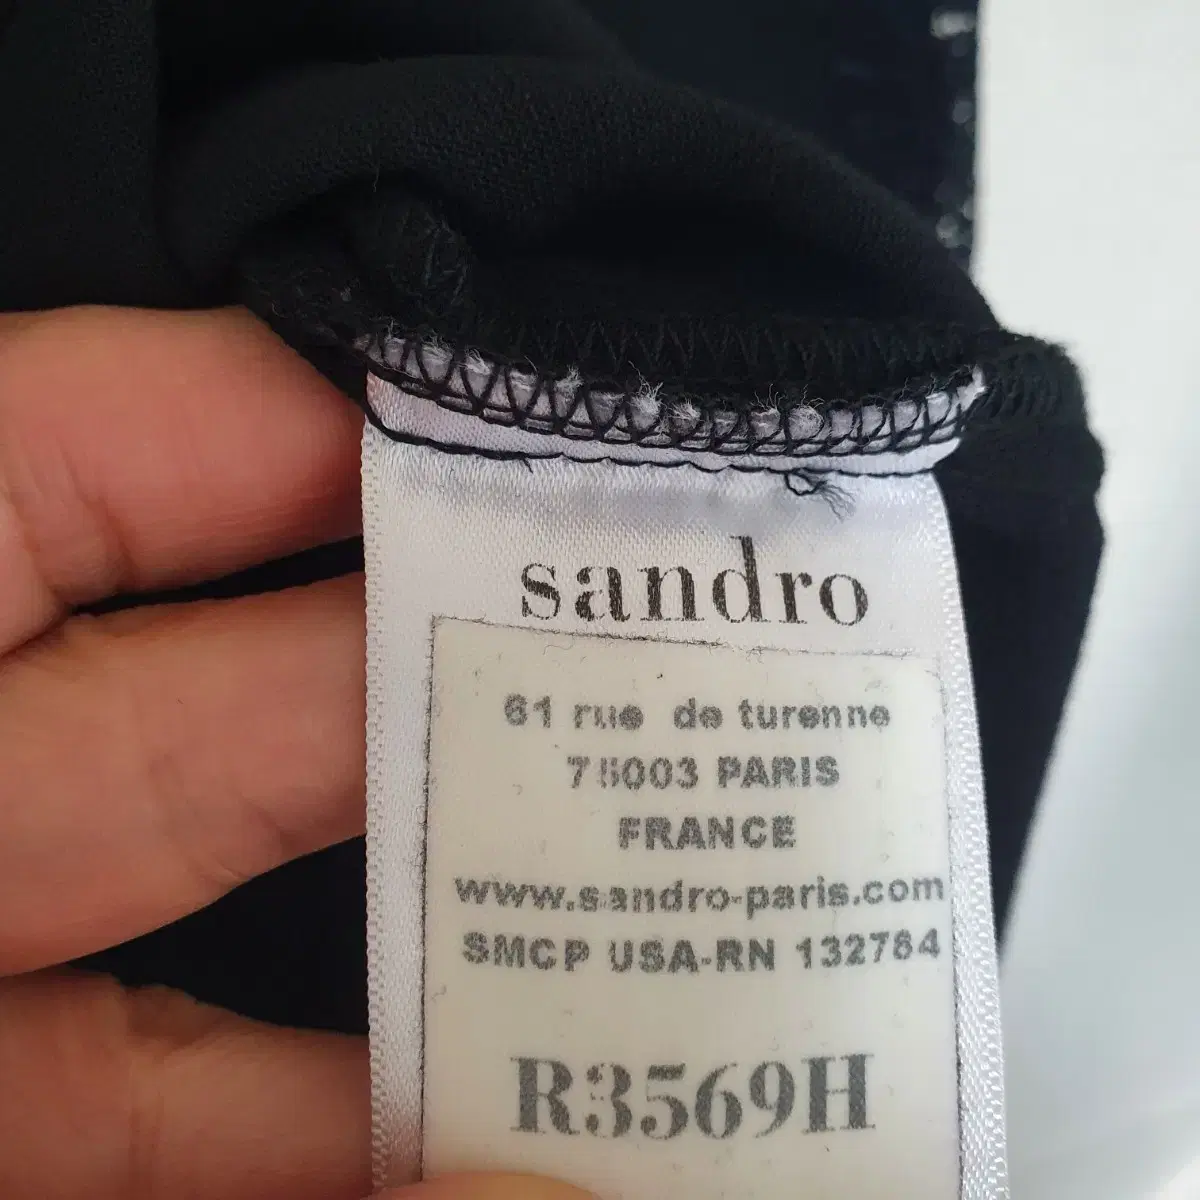 sandro
61 rue de turenne
75003 PARIS
FRANCE
www.sandro-paris.com
SMCP USA-RN 132784
R3569H